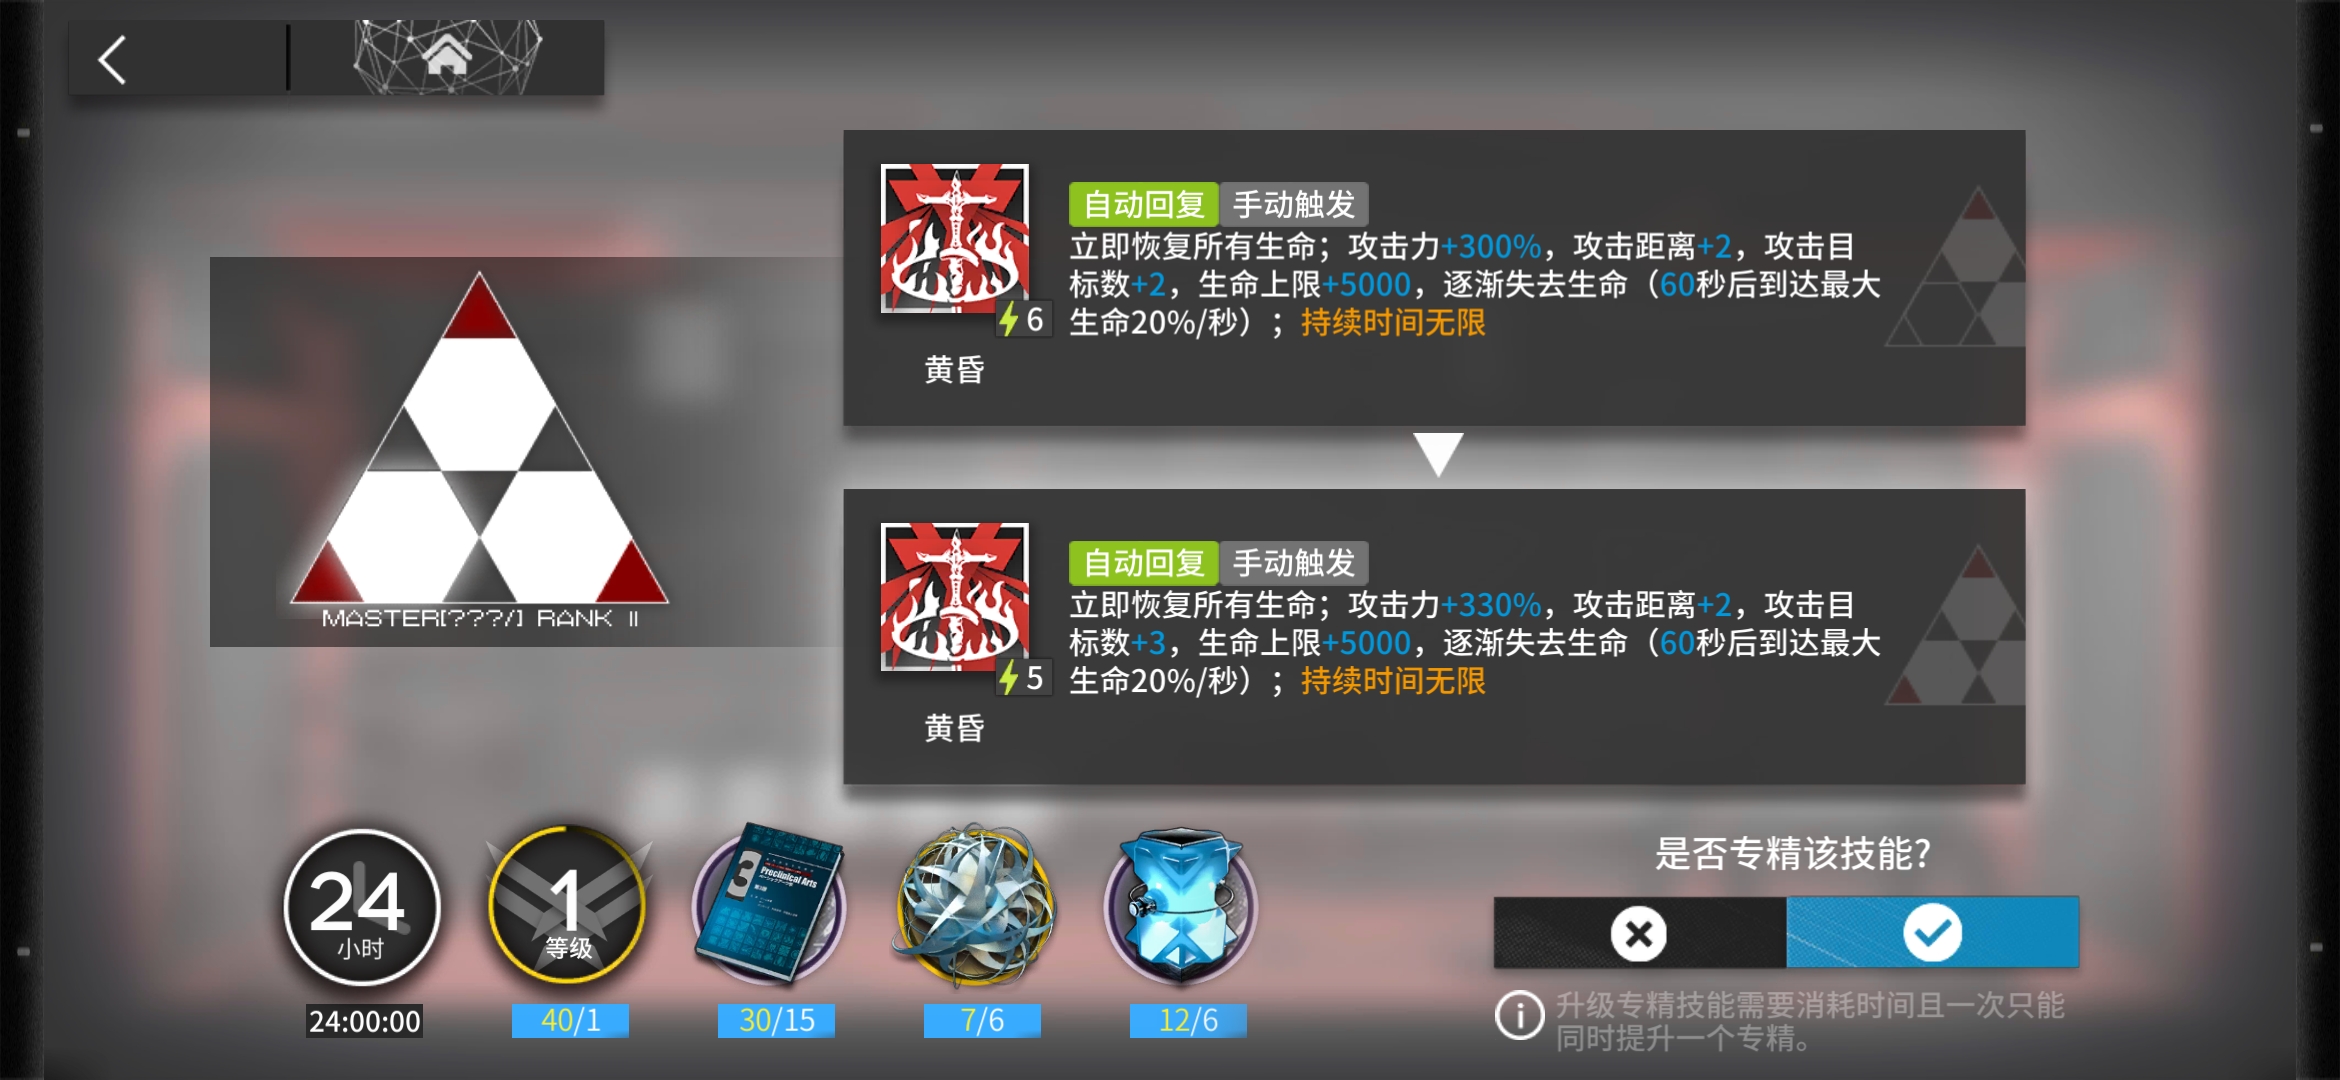 自动回复 手动触发
立即恢复所有生命；攻击力+300%，攻击距离+2，攻击目
标数+2，生命上限+5000，逐渐失去生命（60秒后到达最大
生命20%/秒）；持续时间无限
6
黄昏
MASTER[???/] RANK II
自动回复 手动触发
立即恢复所有生命；攻击力+330%，攻击距离+2，攻击目
标数+3，生命上限+5000，逐渐失去生命（60秒后到达最大
生命20%/秒）；持续时间无限
5
黄昏
24
小时
24:00:00
1
等级
40/1
3
Preclinical Arts
30/15
7/6
12/6
是否专精该技能?
升级专精技能需要消耗时间且一次只能
同时提升一个专精。